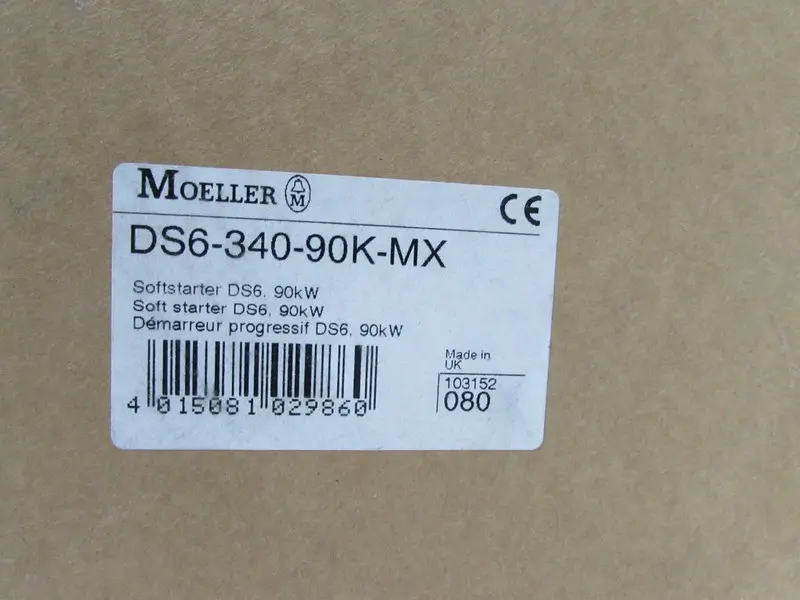 MOELLER M
CE
DS6-340-90K-MX
Softstarter DS6, 90kW
Soft starter DS6, 90kW
Démarreur progressif DS6, 90kW
4 015081 029860
Made in
UK
103152
080